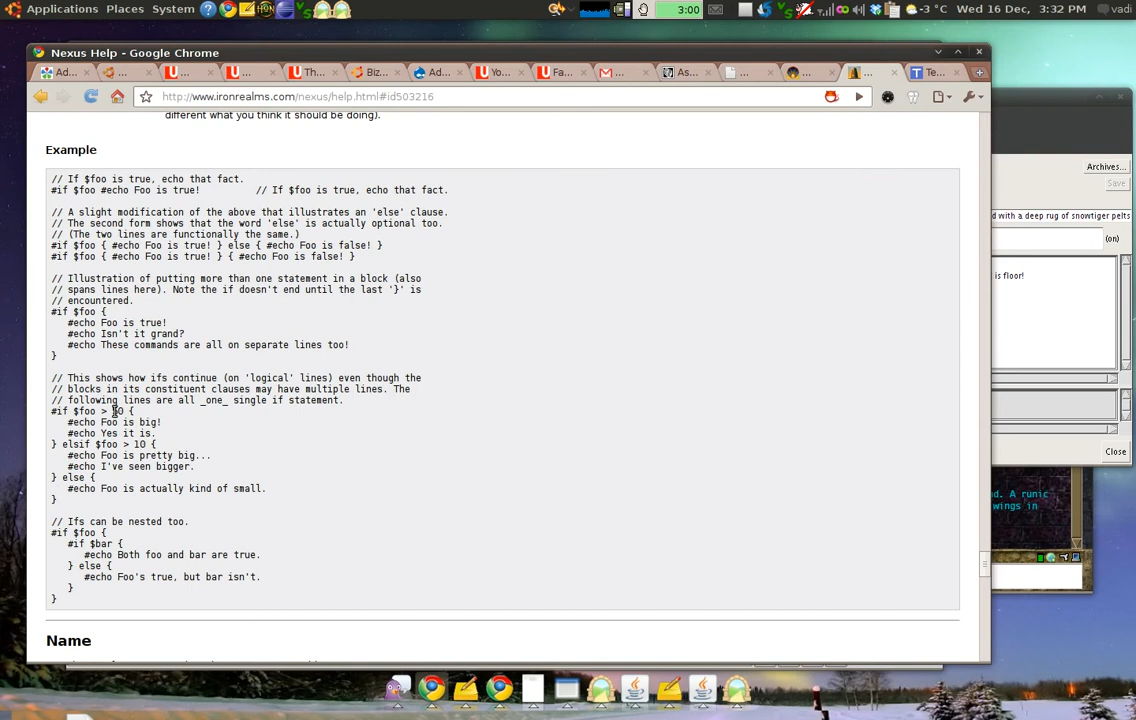 Applications Places System
3:00
-3 °C Wed 16 Dec, 3:32 PM vadi
Nexus Help - Google Chrome
Ad...
...
...
...
Th...
Biz...
Ad...
Yo...
Fa...
...
As...
...
...
...
Te...
http://www.ironrealms.com/nexus/help.html#id503216
different what you think it should be doing).
Example
// If $foo is true, echo that fact.
#if $foo #echo Foo is true! // If $foo is true, echo that fact.
// A slight modification of the above that illustrates an 'else' clause.
// The second form shows that the word 'else' is actually optional too.
// (The two lines are functionally the same.)
#if $foo { #echo Foo is true! } else { #echo Foo is false! }
#if $foo { #echo Foo is true! } { #echo Foo is false! }
// Illustration of putting more than one statement in a block (also
// spans lines here). Note the if doesn't end until the last '}' is
// encountered.
#if $foo {
#echo Foo is true!
#echo Isn't it grand?
#echo These commands are all on separate lines too!
}
// This shows how ifs continue (on 'logical' lines) even though the
// blocks in its constituent clauses may have multiple lines. The
// following lines are all _one_ single if statement.
#if $foo > {
#echo Foo is big!
#echo Yes it is.
} elsif $foo > 10 {
#echo Foo is pretty big...
#echo I've seen bigger.
} else {
#echo Foo is actually kind of small.
}
// Ifs can be nested too.
#if $foo {
#if $bar {
#echo Both foo and bar are true.
} else {
#echo Foo's true, but bar isn't.
}
}
Name
Archives...
Save
d with a deep rug of snowtiger pelts
(on)
is floor!
Close
nd. A runic
wings in